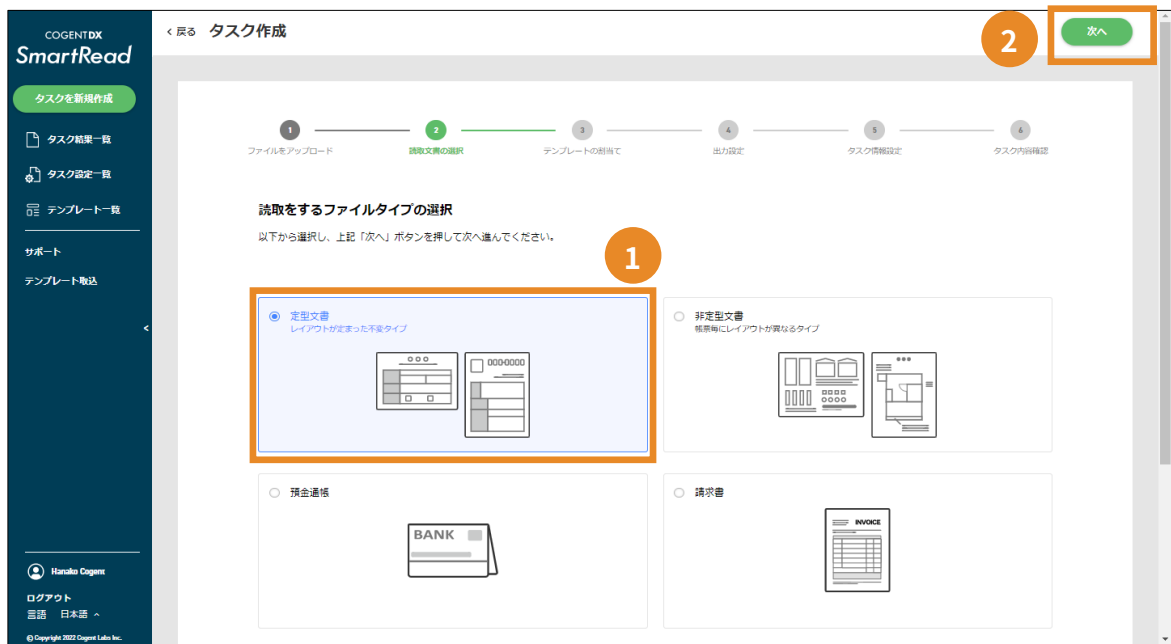 COGENT DX
SmartRead
タスクを新規作成
タスク結果一覧
タスク設定一覧
テンプレート一覧
サポート
テンプレート取込
<
Hanako Cogent
ログアウト
言語 日本語 ^
© Copyright 2022 Cogent Labs Inc.
< 戻る タスク作成
2
次へ
1
2
3
4
5
6
ファイルをアップロード
読取文書の選択
テンプレートの割当て
出力設定
タスク情報設定
タスク内容確認
読取をするファイルタイプの選択
以下から選択し、上記「次へ」ボタンを押して次へ進んでください。
1
定型文書
レイアウトが定まった不変タイプ
000-0000
非定型文書
帳票毎にレイアウトが異なるタイプ
預金通帳
BANK
請求書
INVOICE